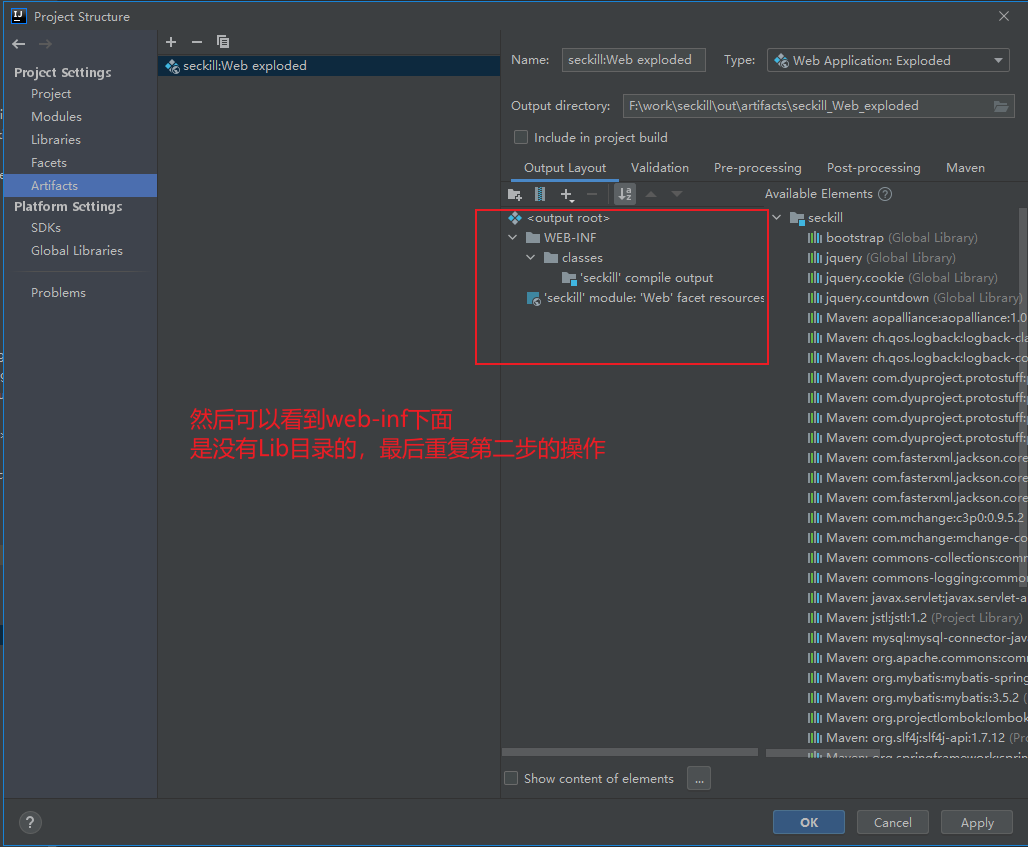 Project Structure
Project Settings
Project
Modules
Libraries
Facets
Artifacts
Platform Settings
SDKs
Global Libraries
Problems
seckill:Web exploded
Name: seckill:Web exploded Type: Web Application: Exploded
Output directory: F:\work\seckill\out\artifacts\seckill_Web_exploded
Include in project build
Output Layout Validation Pre-processing Post-processing Maven
Available Elements ?
<output root>
WEB-INF
classes
'seckill' compile output
'seckill' module: 'Web' facet resources
seckill
bootstrap (Global Library)
jquery (Global Library)
jquery.cookie (Global Library)
jquery.countdown (Global Library)
Maven: aopalliance:aopalliance:1.0
Maven: ch.qos.logback:logback-cla
Maven: ch.qos.logback:logback-co
Maven: com.dyuproject.protostuff:p
Maven: com.dyuproject.protostuff:p
Maven: com.dyuproject.protostuff:p
Maven: com.dyuproject.protostuff:p
Maven: com.fasterxml.jackson.core
Maven: com.fasterxml.jackson.core
Maven: com.fasterxml.jackson.core
Maven: com.mchange:c3p0:0.9.5.2
Maven: com.mchange:mchange-co
Maven: commons-collections:comm
Maven: commons-logging:commo
Maven: javax.servlet:javax.servlet-a
Maven: jstl:jstl:1.2 (Project Library)
Maven: mysql:mysql-connector-jav
Maven: org.apache.commons:comm
Maven: org.mybatis:mybatis-spring
Maven: org.mybatis:mybatis:3.5.2 (
Maven: org.projectlombok:lombok
Maven: org.slf4j:slf4j-api:1.7.12 (Pro
Maven: org.springframework:sprin
然后可以看到web-inf下面
是没有Lib目录的，最后重复第二步的操作
Show content of elements ...
? OK Cancel Apply